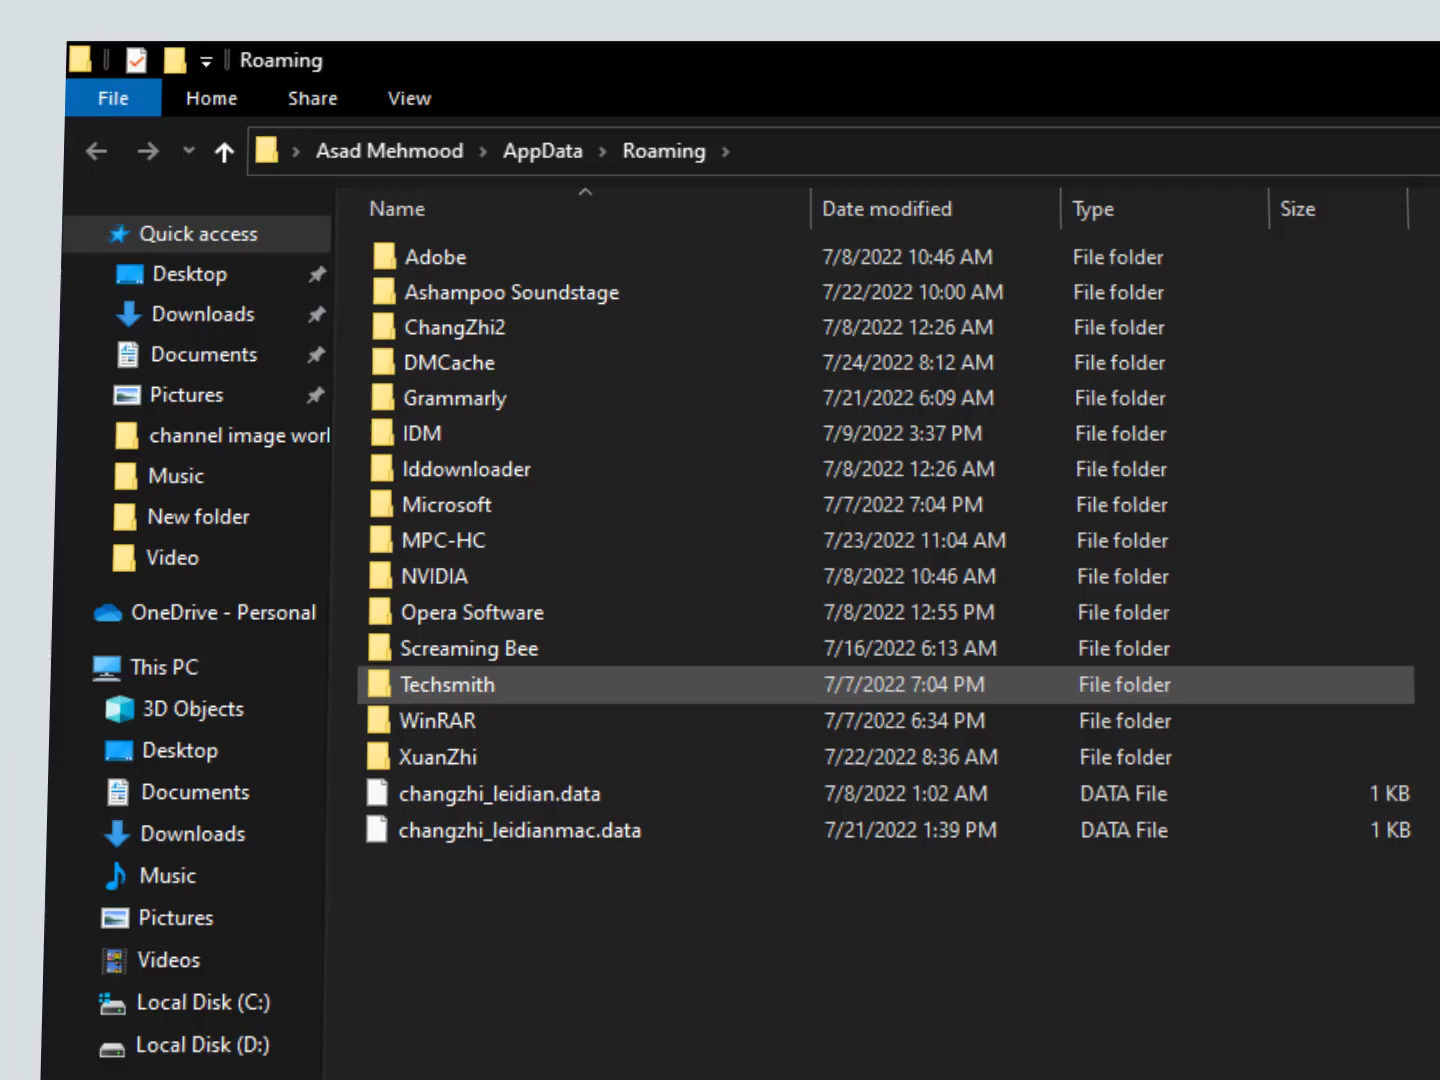 Roaming
File Home Share View
Asad Mehmood > AppData > Roaming >
Name Date modified Type Size
Quick access
Desktop
Downloads
Documents
Pictures
channel image worl
Music
New folder
Video
OneDrive - Personal
This PC
3D Objects
Desktop
Documents
Downloads
Music
Pictures
Videos
Local Disk (C:)
Local Disk (D:)
Adobe 7/8/2022 10:46 AM File folder
Ashampoo Soundstage 7/22/2022 10:00 AM File folder
ChangZhi2 7/8/2022 12:26 AM File folder
DMCache 7/24/2022 8:12 AM File folder
Grammarly 7/21/2022 6:09 AM File folder
IDM 7/9/2022 3:37 PM File folder
lddownloader 7/8/2022 12:26 AM File folder
Microsoft 7/7/2022 7:04 PM File folder
MPC-HC 7/23/2022 11:04 AM File folder
NVIDIA 7/8/2022 10:46 AM File folder
Opera Software 7/8/2022 12:55 PM File folder
Screaming Bee 7/16/2022 6:13 AM File folder
Techsmith 7/7/2022 7:04 PM File folder
WinRAR 7/7/2022 6:34 PM File folder
XuanZhi 7/22/2022 8:36 AM File folder
changzhi_leidian.data 7/8/2022 1:02 AM DATA File 1 KB
changzhi_leidianmac.data 7/21/2022 1:39 PM DATA File 1 KB